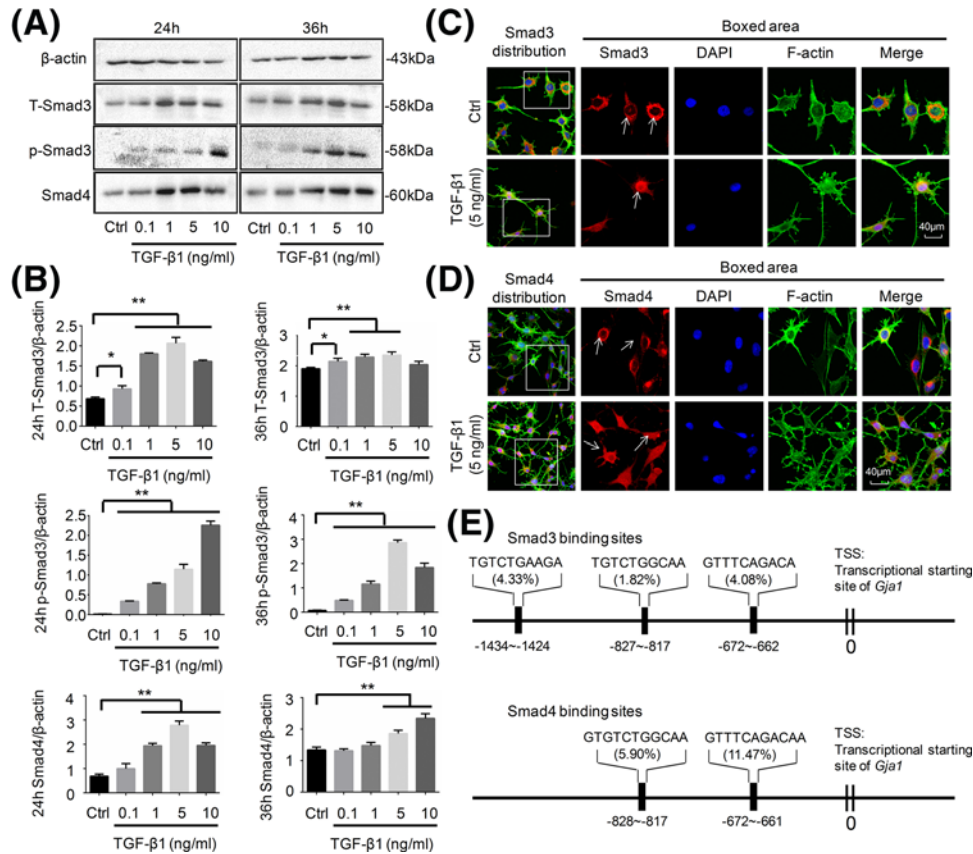 (A)
24h
36h
β-actin
-43kDa
T-Smad3
-58kDa
p-Smad3
-58kDa
Smad4
-60kDa
Ctrl 0.1 1 5 10 Ctrl 0.1 1 5 10
TGF-β1 (ng/ml) TGF-β1 (ng/ml)
(B)
24h T-Smad3/β-actin
2.5
2.0
1.5
1.0
0.5
0.0
*
**
Ctrl 0.1 1 5 10
TGF-β1 (ng/ml)
36h T-Smad3/β-actin
3.0
2.5
2.0
1.5
1.0
0.5
0.0
*
**
Ctrl 0.1 1 5 10
TGF-β1 (ng/ml)
24h p-Smad3/β-actin
2.5
2.0
1.5
1.0
0.5
0.0
**
Ctrl 0.1 1 5 10
TGF-β1 (ng/ml)
36h p-Smad3/β-actin
4
3
2
1
0
**
Ctrl 0.1 1 5 10
TGF-β1 (ng/ml)
24h Smad4/β-actin
4
3
2
1
0
**
Ctrl 0.1 1 5 10
TGF-β1 (ng/ml)
36h Smad4/β-actin
4
3
2
1
0
**
Ctrl 0.1 1 5 10
TGF-β1 (ng/ml)
(C)
Smad3
distribution
Boxed area
Smad3 DAPI F-actin Merge
Ctrl
TGF-β1
(5 ng/ml)
40μm
(D)
Smad4
distribution
Boxed area
Smad4 DAPI F-actin Merge
Ctrl
TGF-β1
(5 ng/ml)
40μm
(E)
Smad3 binding sites
TGTCTGAAGA TGTCTGGCAA GTTTCAGACA
(4.33%) (1.82%) (4.08%)
TSS:
Transcriptional starting
site of Gja1
-1434~-1424 -827~-817 -672~-662 0
Smad4 binding sites
GTGTCTGGCAA GTTTCAGACAA
(5.90%) (11.47%)
TSS:
Transcriptional starting
site of Gja1
-828~-817 -672~-661 0